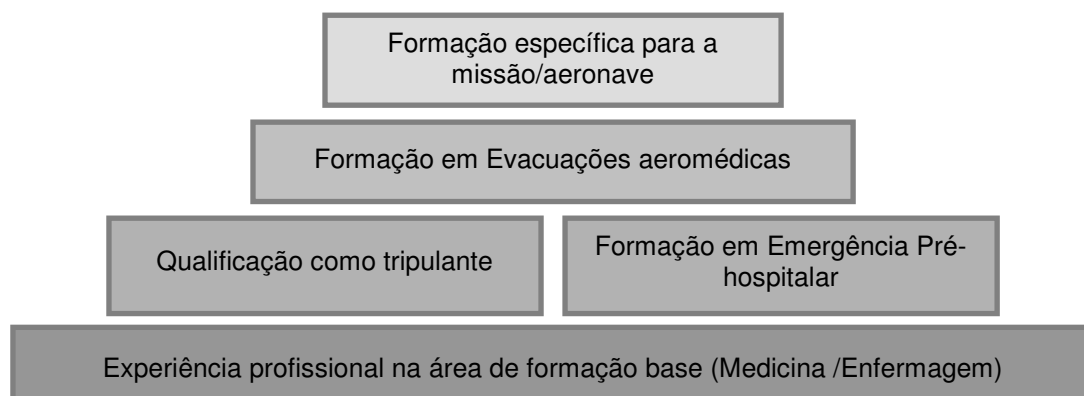 Formação específica para a
missão/aeronave
Formação em Evacuações aeromédicas
Qualificação como tripulante
Formação em Emergência Pré-
hospitalar
Experiência profissional na área de formação base (Medicina /Enfermagem)